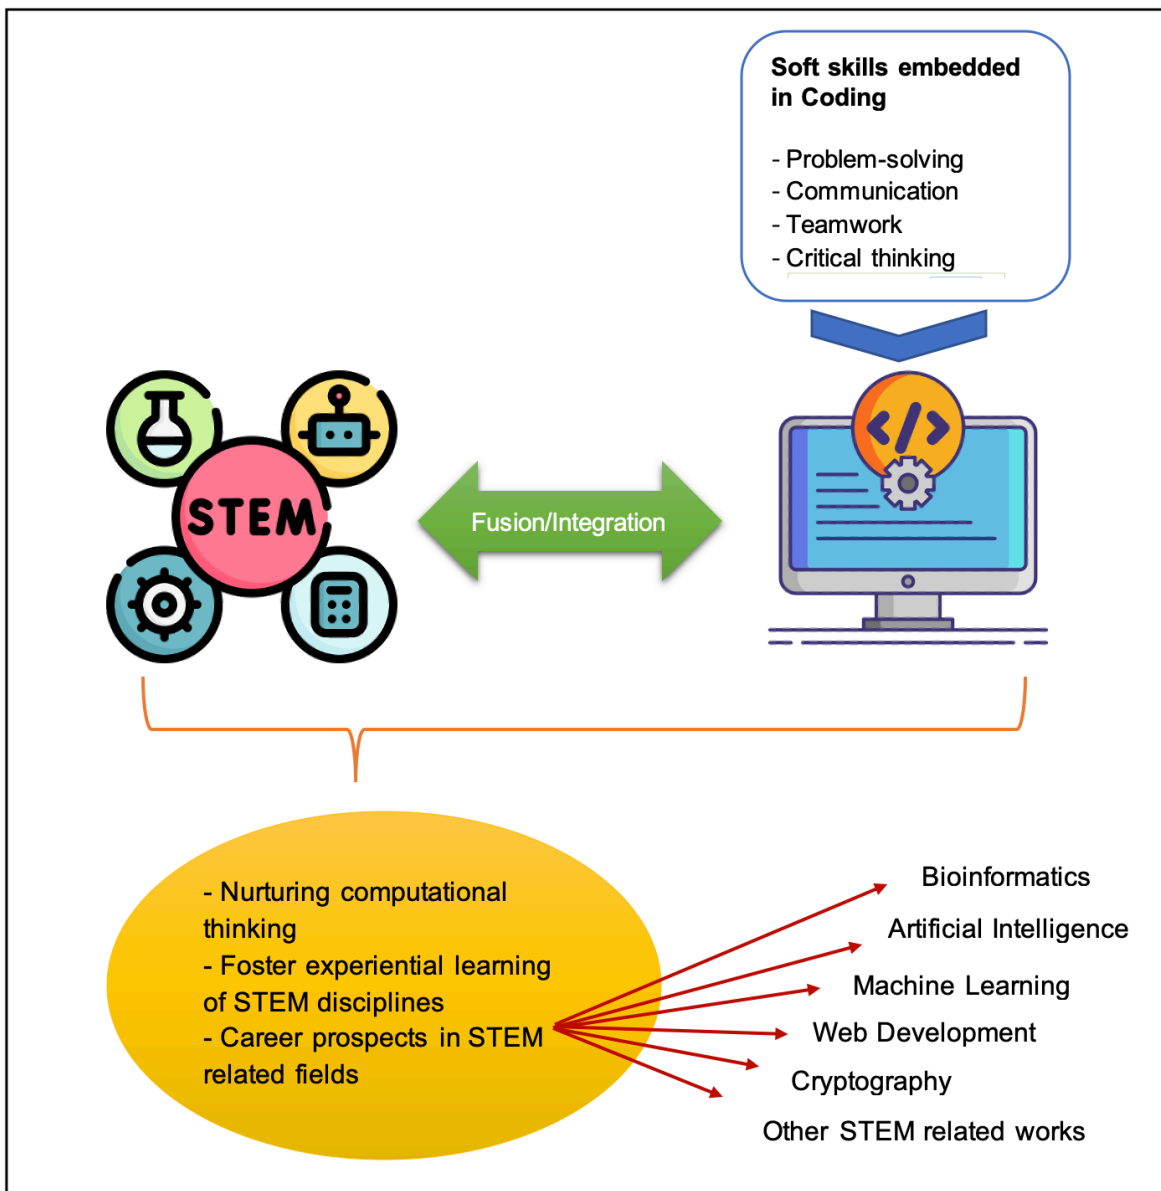 Soft skills embedded
in Coding
- Problem-solving
- Communication
- Teamwork
- Critical thinking
</>
STEM
Fusion/Integration
- Nurturing computational
thinking
- Foster experiential learning
of STEM disciplines
- Career prospects in STEM
related fields
Bioinformatics
Artificial Intelligence
Machine Learning
Web Development
Cryptography
Other STEM related works